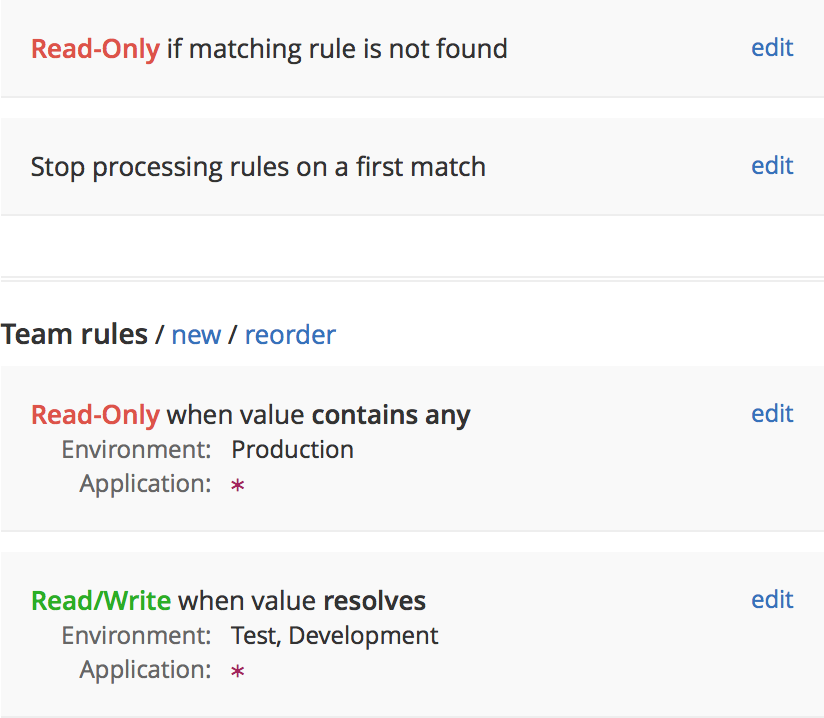 Read-Only if matching rule is not found edit
Stop processing rules on a first match edit
Team rules / new / reorder
Read-Only when value contains any edit
Environment: Production
Application: *
Read/Write when value resolves edit
Environment: Test, Development
Application: *